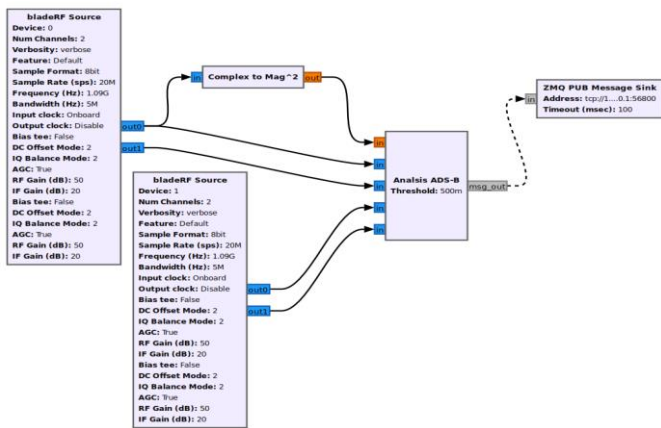 bladeRF Source
Device: 0
Num Channels: 2
Verbosity: verbose
Feature: Default
Sample Format: 8bit
Sample Rate (sps): 20M
Frequency (Hz): 1.09G
Bandwidth (Hz): 5M
Input clock: Onboard
Output clock: Disable
Bias tee: False
DC Offset Mode: 2
IQ Balance Mode: 2
AGC: True
RF Gain (dB): 50
IF Gain (dB): 20
Bias tee: False
DC Offset Mode: 2
IQ Balance Mode: 2
AGC: True
RF Gain (dB): 50
IF Gain (dB): 20
out0
out1
in
Complex to Mag^2
out
bladeRF Source
Device: 1
Num Channels: 2
Verbosity: verbose
Feature: Default
Sample Format: 8bit
Sample Rate (sps): 20M
Frequency (Hz): 1.09G
Bandwidth (Hz): 5M
Input clock: Onboard
Output clock: Disable
Bias tee: False
DC Offset Mode: 2
IQ Balance Mode: 2
AGC: True
RF Gain (dB): 50
IF Gain (dB): 20
Bias tee: False
DC Offset Mode: 2
IQ Balance Mode: 2
AGC: True
RF Gain (dB): 50
IF Gain (dB): 20
out0
out1
in
in
in
in
in
Analsis ADS-B
Threshold: 500m
msg_out
in
ZMQ PUB Message Sink
Address: tcp://1....0.1:56800
Timeout (msec): 100